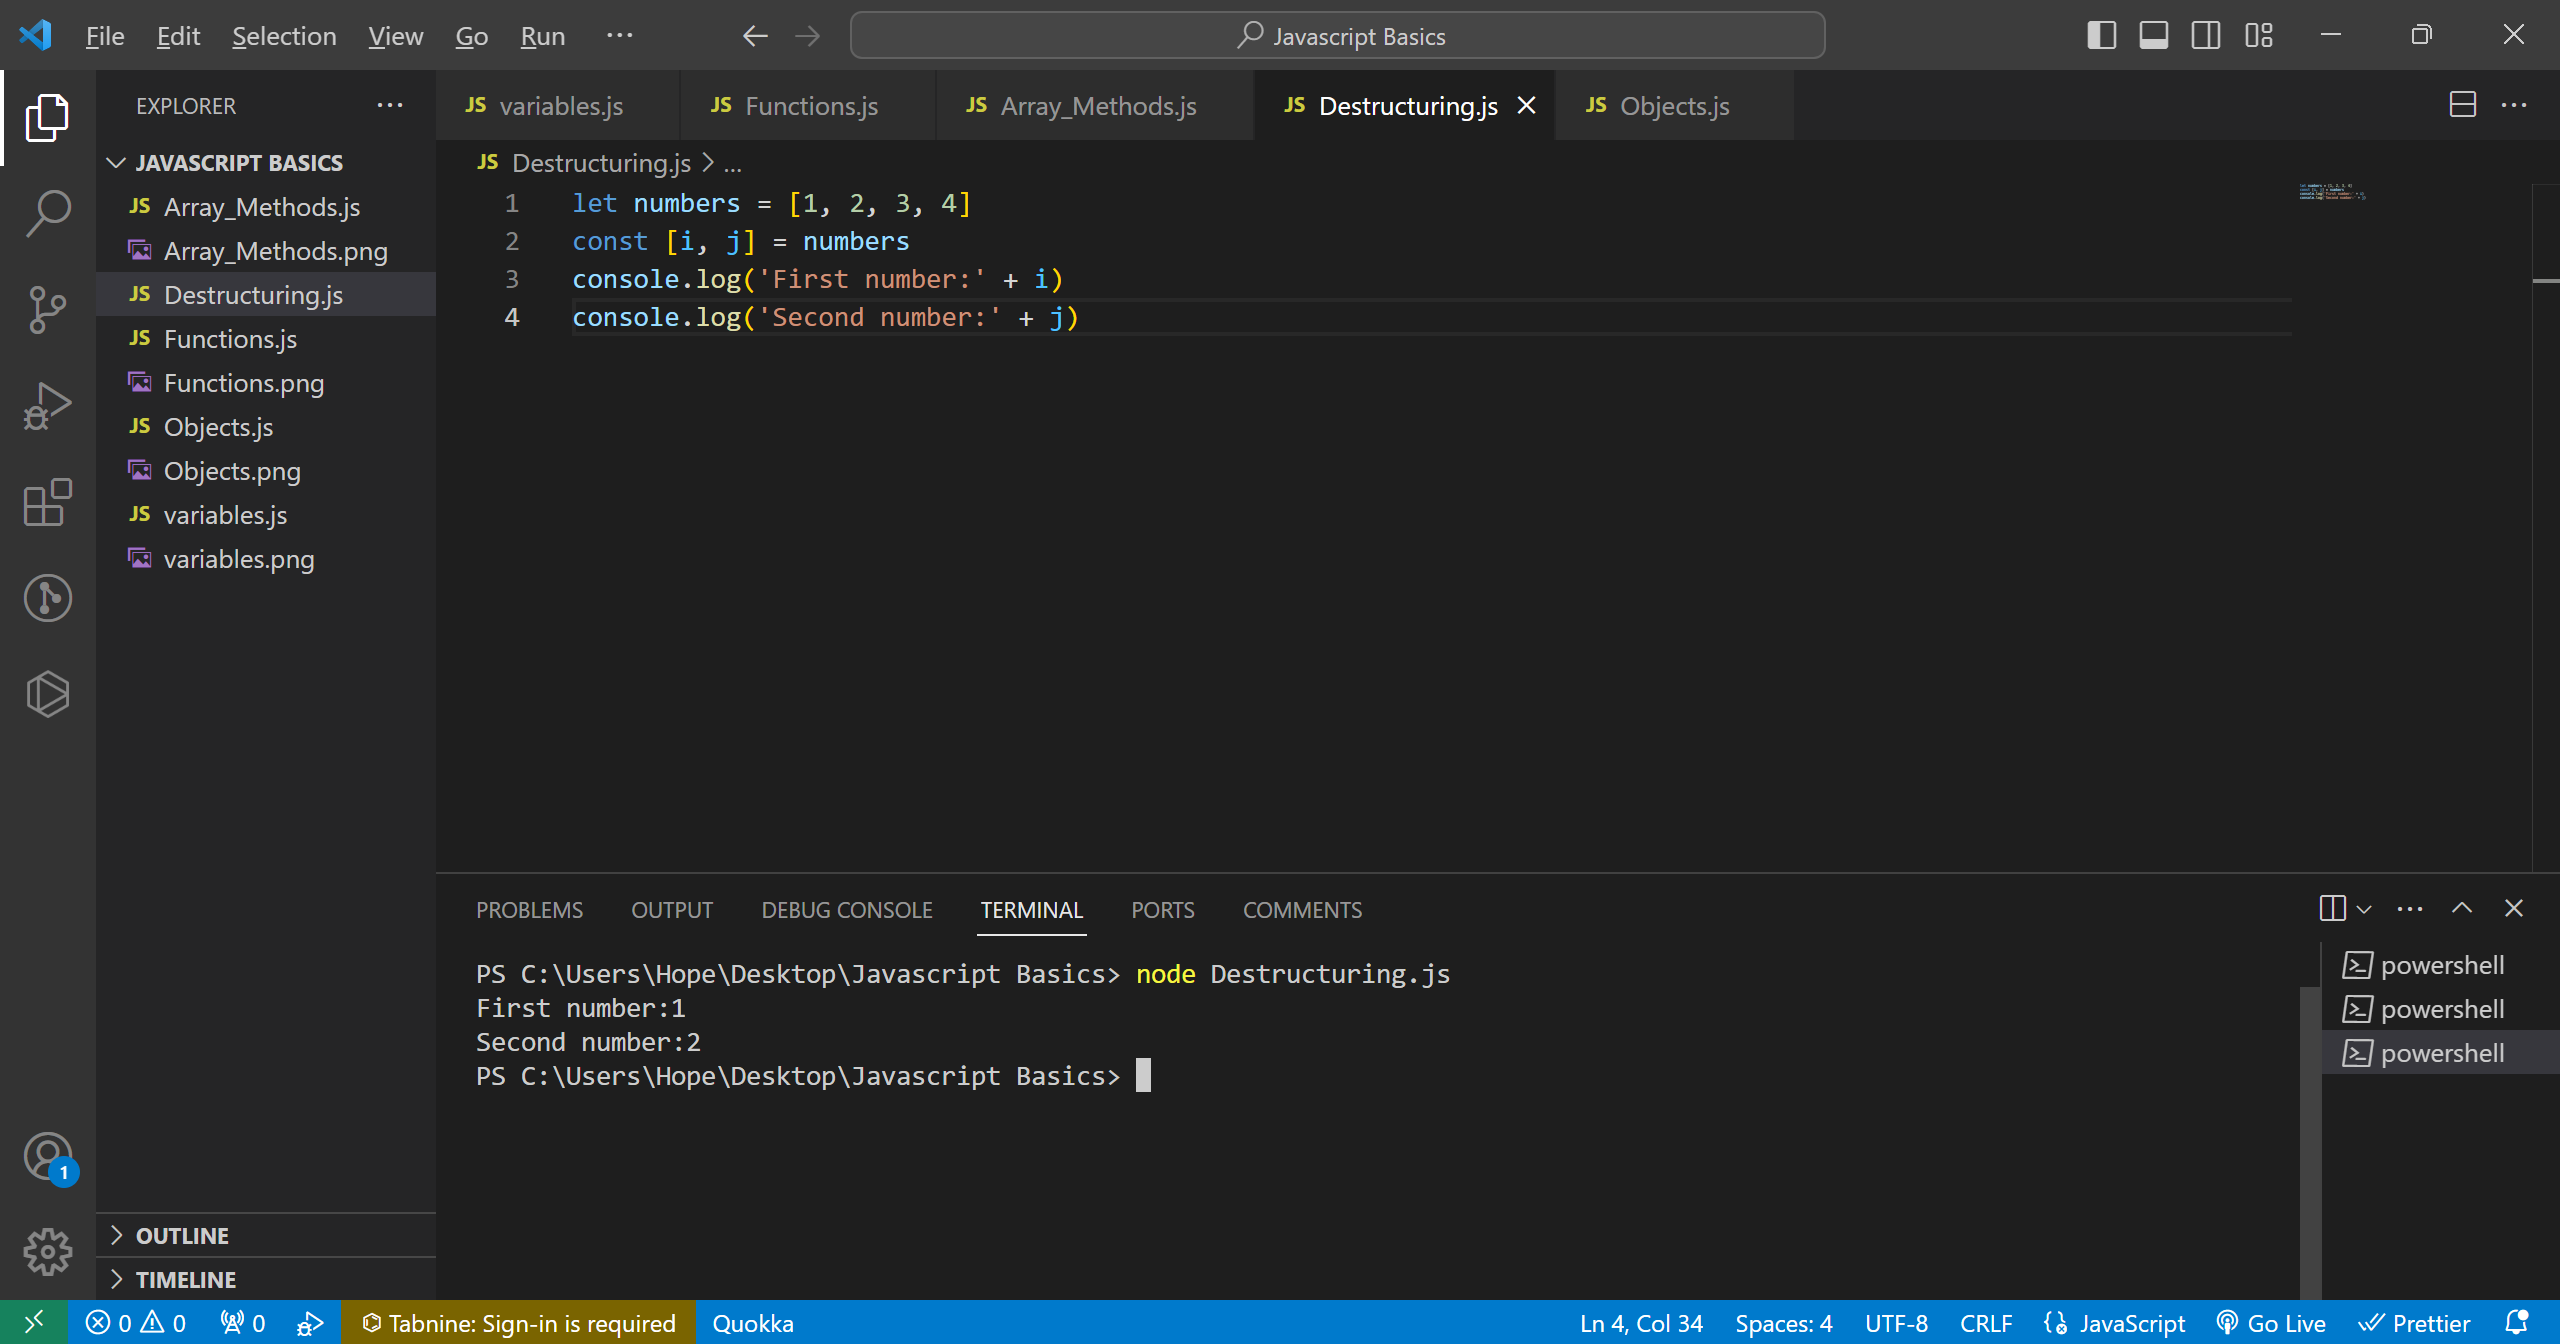 File Edit Selection View Go Run ··· Javascript Basics
EXPLORER
JAVASCRIPT BASICS
JS Array_Methods.js
Array_Methods.png
JS Destructuring.js
JS Functions.js
Functions.png
JS Objects.js
Objects.png
JS variables.js
variables.png
OUTLINE
TIMELINE
JS variables.js JS Functions.js JS Array_Methods.js JS Destructuring.js JS Objects.js
JS Destructuring.js > ...
1 let numbers = [1, 2, 3, 4]
2 const [i, j] = numbers
3 console.log('First number:' + i)
4 console.log('Second number:' + j)
PROBLEMS OUTPUT DEBUG CONSOLE TERMINAL PORTS COMMENTS
PS C:\Users\Hope\Desktop\Javascript Basics> node Destructuring.js
First number:1
Second number:2
PS C:\Users\Hope\Desktop\Javascript Basics>
powershell
powershell
powershell
1
0 0 0 Tabnine: Sign-in is required Quokka Ln 4, Col 34 Spaces: 4 UTF-8 CRLF JavaScript Go Live Prettier